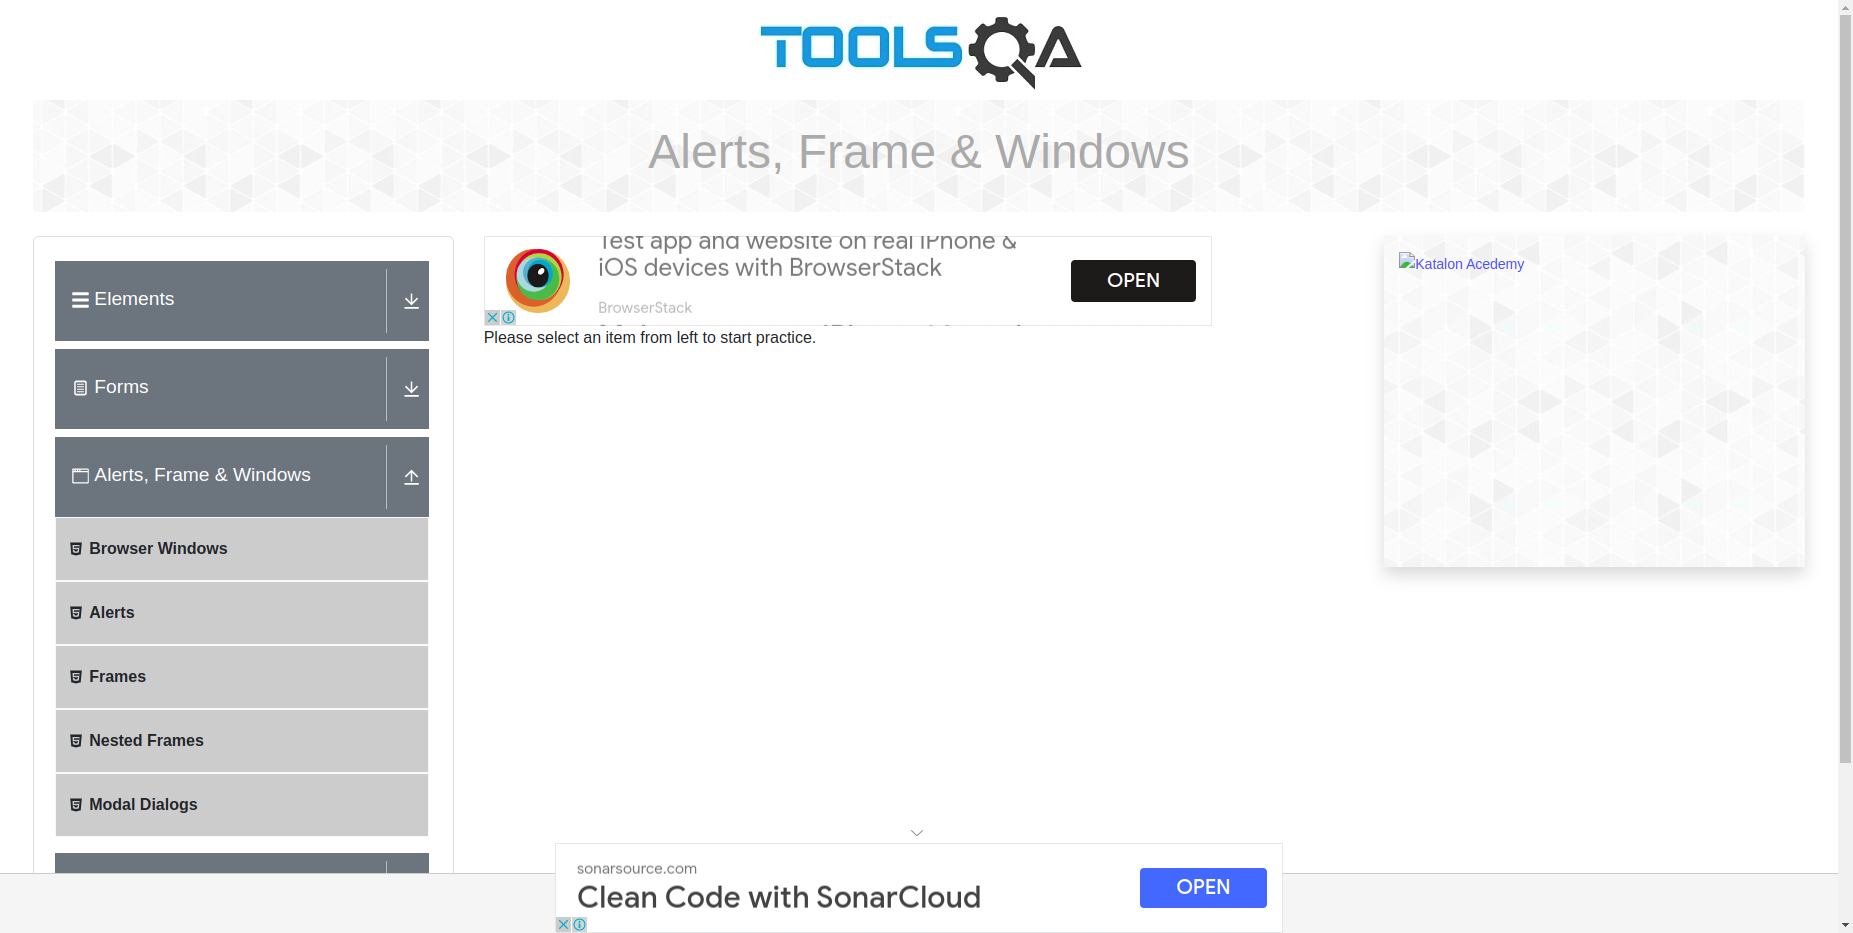 TOOLSQA
Alerts, Frame & Windows
Elements
Forms
Alerts, Frame & Windows
Browser Windows
Alerts
Frames
Nested Frames
Modal Dialogs
Test app and website on real iPhone &
iOS devices with BrowserStack
BrowserStack
OPEN
Please select an item from left to start practice.
Katalon Acedemy
sonarsource.com
Clean Code with SonarCloud
OPEN